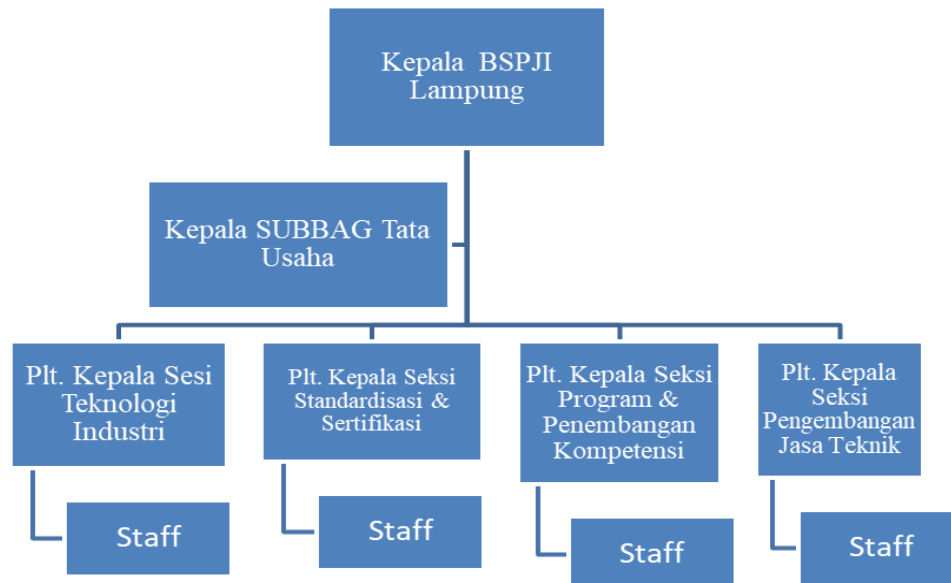 Kepala BSPJI
Lampung
Kepala SUBBAG Tata
Usaha
Plt. Kepala Sesi
Teknologi
Industri
Plt. Kepala Seksi
Standardisasi &
Sertifikasi
Plt. Kepala Seksi
Program &
Penembangan
Kompetensi
Plt. Kepala
Seksi
Pengembangan
Jasa Teknik
Staff
Staff
Staff
Staff